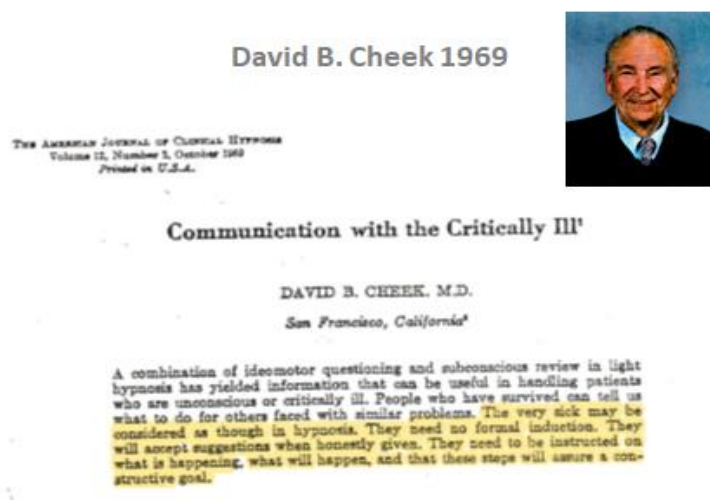 David B. Cheek 1969
THE AMERICAN JOURNAL OF CLINICAL HYPNOSIS
Volume 12, Number 2, October 1969
Printed in U.S.A.
Communication with the Critically Ill¹
DAVID B. CHEEK, M.D.
San Francisco, California²
A combination of ideomotor questioning and subconscious review in light
hypnosis has yielded information that can be useful in handling patients
who are unconscious or critically ill. People who have survived can tell us
what to do for others faced with similar problems. The very sick may be
considered as though in hypnosis. They need no formal induction. They
will accept suggestions when honestly given. They need to be instructed on
what is happening, what will happen, and that these steps will assure a con-
structive goal.